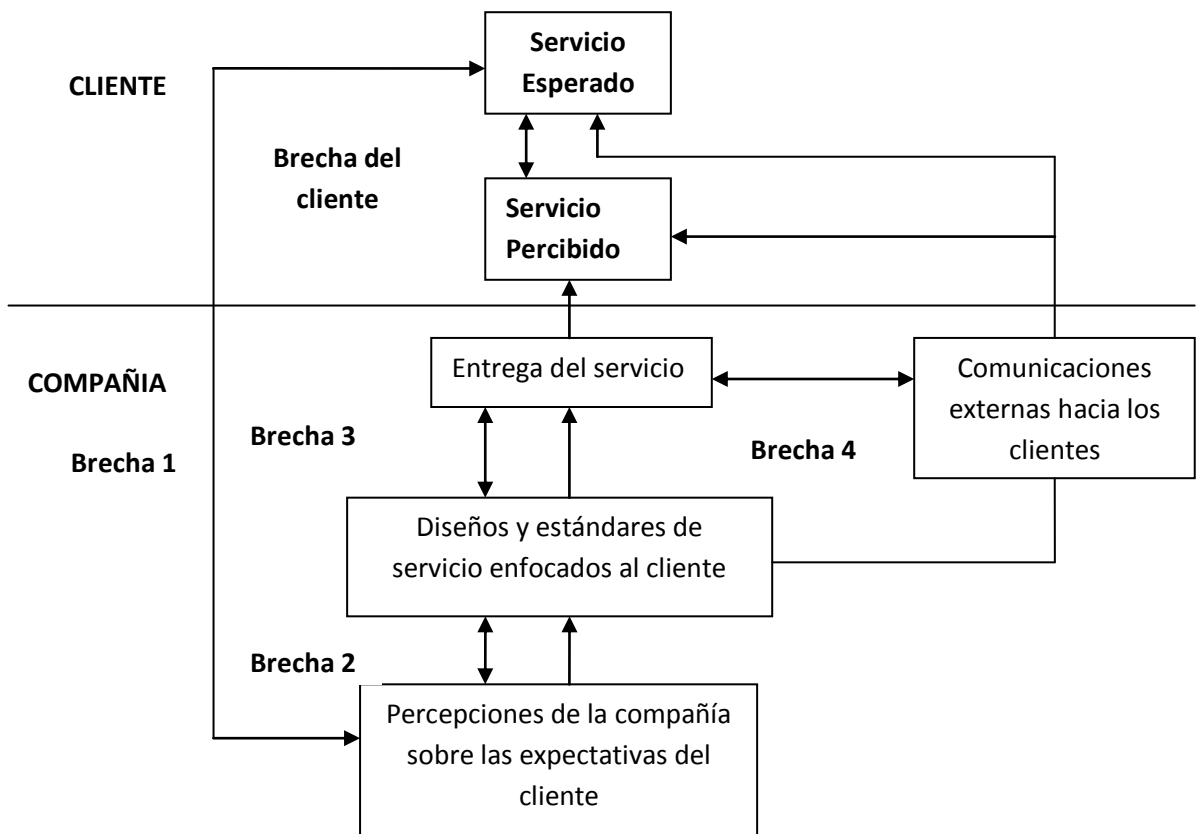 Servicio
Esperado
CLIENTE
Brecha del
cliente
Servicio
Percibido
COMPAÑIA
Entrega del servicio
Comunicaciones
externas hacia los
clientes
Brecha 3
Brecha 1
Brecha 4
Diseños y estándares de
servicio enfocados al cliente
Brecha 2
Percepciones de la compañía
sobre las expectativas del
cliente